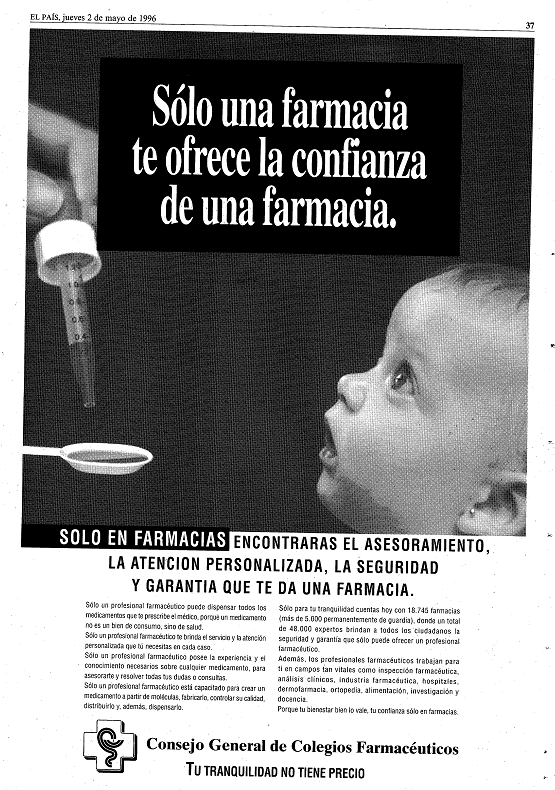 EL PAÍS, jueves 2 de mayo de 1996
37
Sólo una farmacia
te ofrece la confianza
de una farmacia.
SOLO EN FARMACIAS ENCONTRARAS EL ASESORAMIENTO,
LA ATENCION PERSONALIZADA, LA SEGURIDAD
Y GARANTIA QUE TE DA UNA FARMACIA.
Sólo un profesional farmacéutico puede dispensar todos los
medicamentos que te prescribe el médico, porque un medicamento
no es un bien de consumo, sino de salud.
Sólo un profesional farmacéutico te brinda el servicio y la atención
personalizada que tú necesitas en cada caso.
Sólo un profesional farmacéutico posee la experiencia y el
conocimiento necesarios sobre cualquier medicamento, para
asesorarte y resolver todas tus dudas o consultas.
Sólo un profesional farmacéutico está capacitado para crear un
medicamento a partir de moléculas, fabricarlo, controlar su calidad,
distribuirlo y, además, dispensarlo.
Sólo para tu tranquilidad cuentas hoy con 18.745 farmacias
(más de 5.000 permanentemente de guardia), donde un total
de 48.000 expertos brindan a todos los ciudadanos la
seguridad y garantía que sólo puede ofrecer un profesional
farmacéutico.
Además, los profesionales farmacéuticos trabajan para
ti en campos tan vitales como inspección farmacéutica,
análisis clínicos, industria farmacéutica, hospitales,
dermofarmacia, ortopedia, alimentación, investigación y
docencia.
Porque tu bienestar bien lo vale, tu confianza sólo en farmacias.
Consejo General de Colegios Farmacéuticos
TU TRANQUILIDAD NO TIENE PRECIO